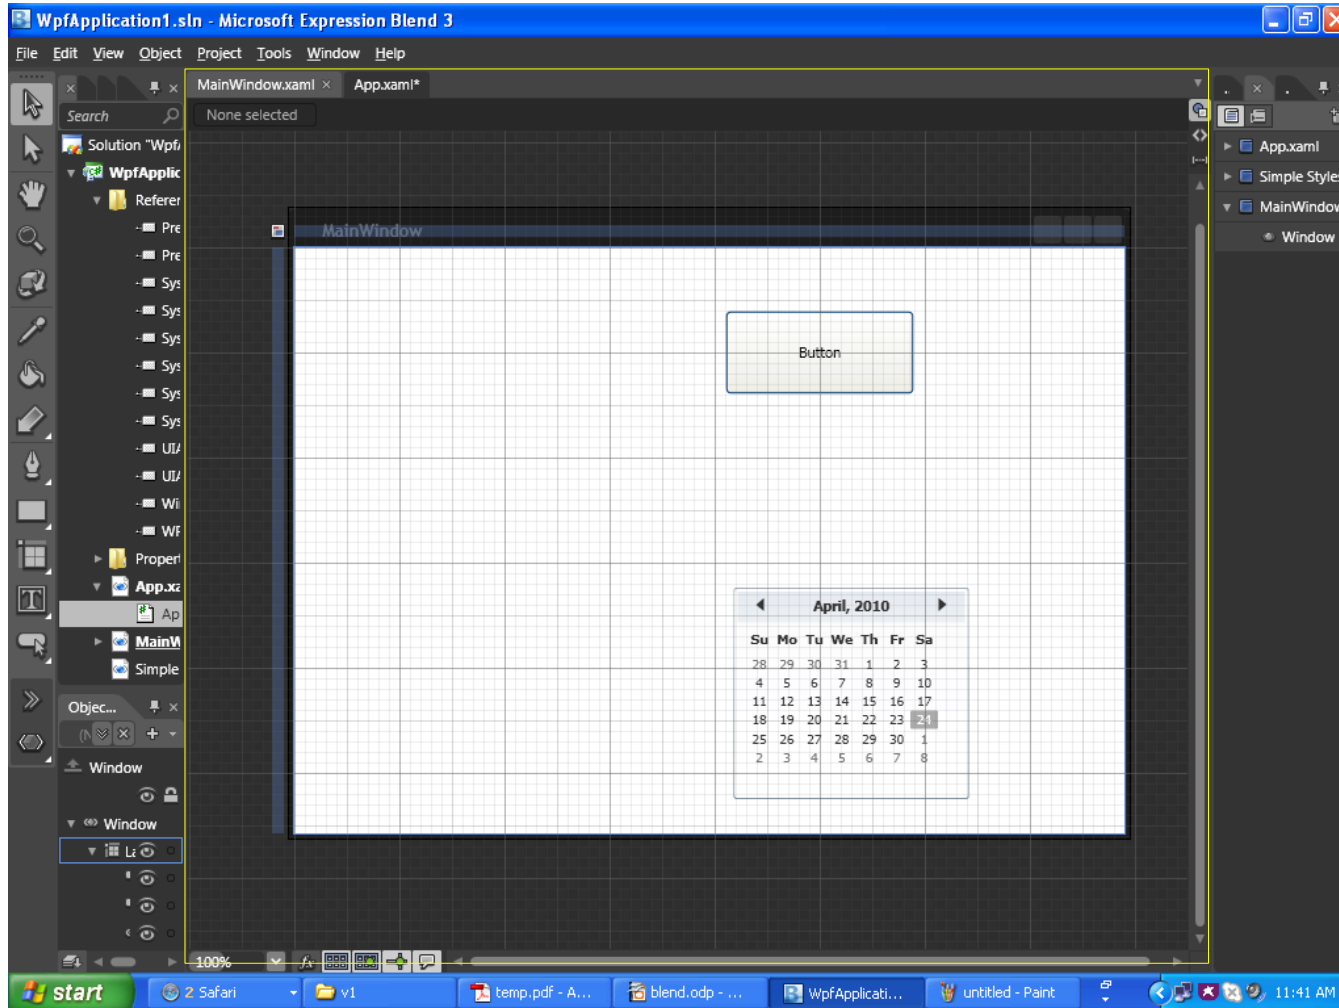 WpfApplication1.sln - Microsoft Expression Blend 3
File Edit View Object Project Tools Window Help
MainWindow.xaml × App.xaml*
Search
None selected
Solution "Wpf
WpfApplic
Referer
Pre
Pre
Sys
Sys
Sys
Sys
Sys
Sys
UIA
UIA
Wi
WF
Propert
App.xa
Ap
MainW
Simple
Objec...
Window
Window
La
MainWindow
Button
April, 2010
Su Mo Tu We Th Fr Sa
28 29 30 31 1 2 3
4 5 6 7 8 9 10
11 12 13 14 15 16 17
18 19 20 21 22 23 24
25 26 27 28 29 30 1
2 3 4 5 6 7 8
App.xaml
Simple Styles
MainWindow
Window
100% fx
start 2 Safari v1 temp.pdf - A... blend.odp - ... WpfApplicati... untitled - Paint 11:41 AM